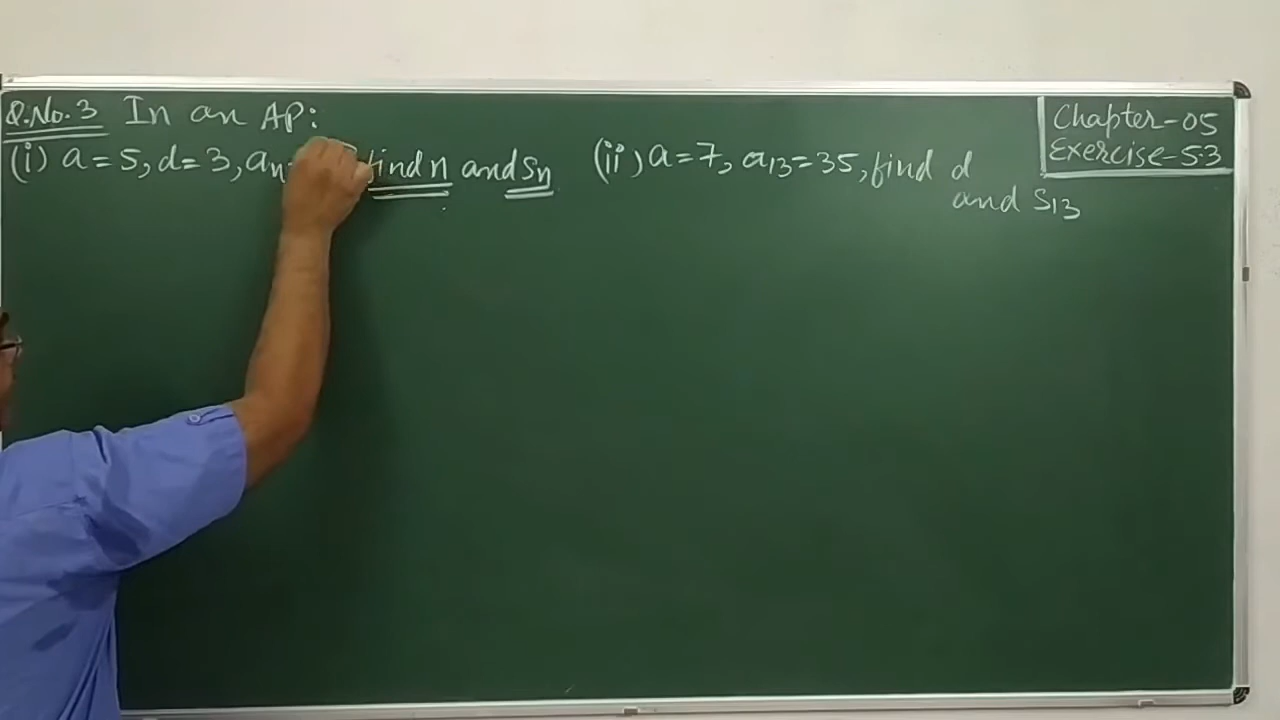 Q.No.3 In an AP:
(i) a=5, d=3, an find n and Sn
(ii) a=7, a13=35, find d
and S13
Chapter-05
Exercise-5.3